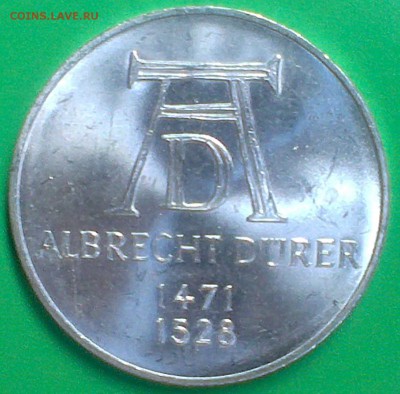 COINS.LAVE.RU
AD
ALBRECHT DÜRER
1471
1528